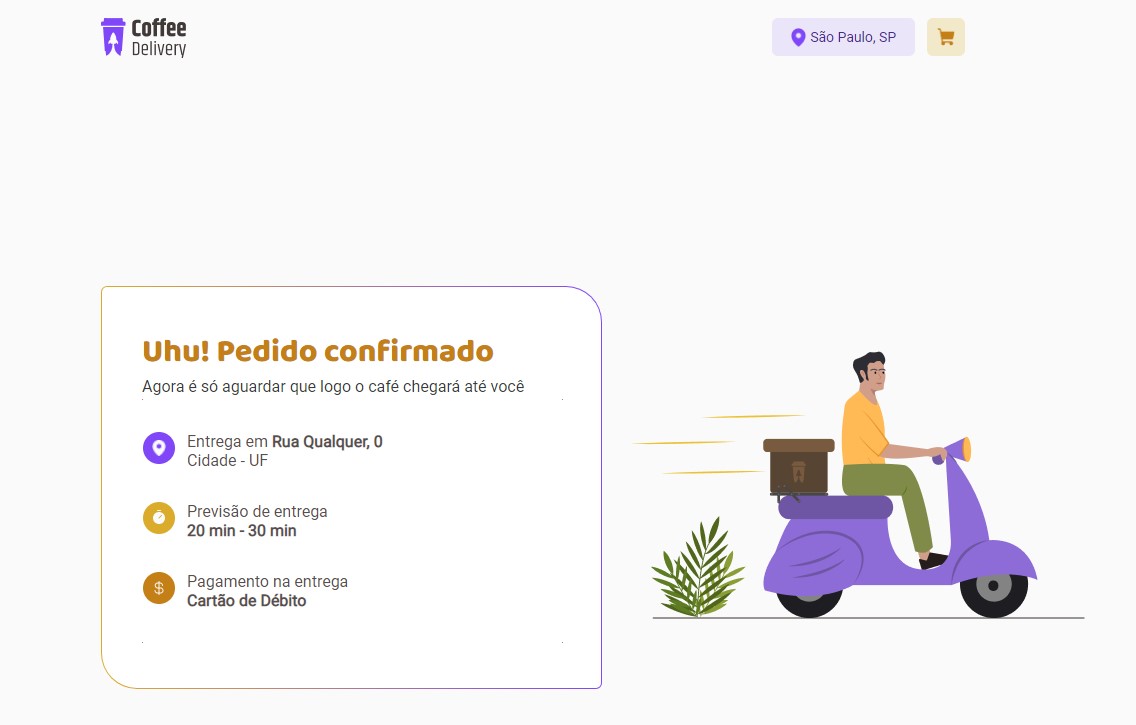 Coffee
Delivery
São Paulo, SP
Uhu! Pedido confirmado
Agora é só aguardar que logo o café chegará até você
Entrega em Rua Qualquer, 0
Cidade - UF
Previsão de entrega
20 min - 30 min
Pagamento na entrega
Cartão de Débito